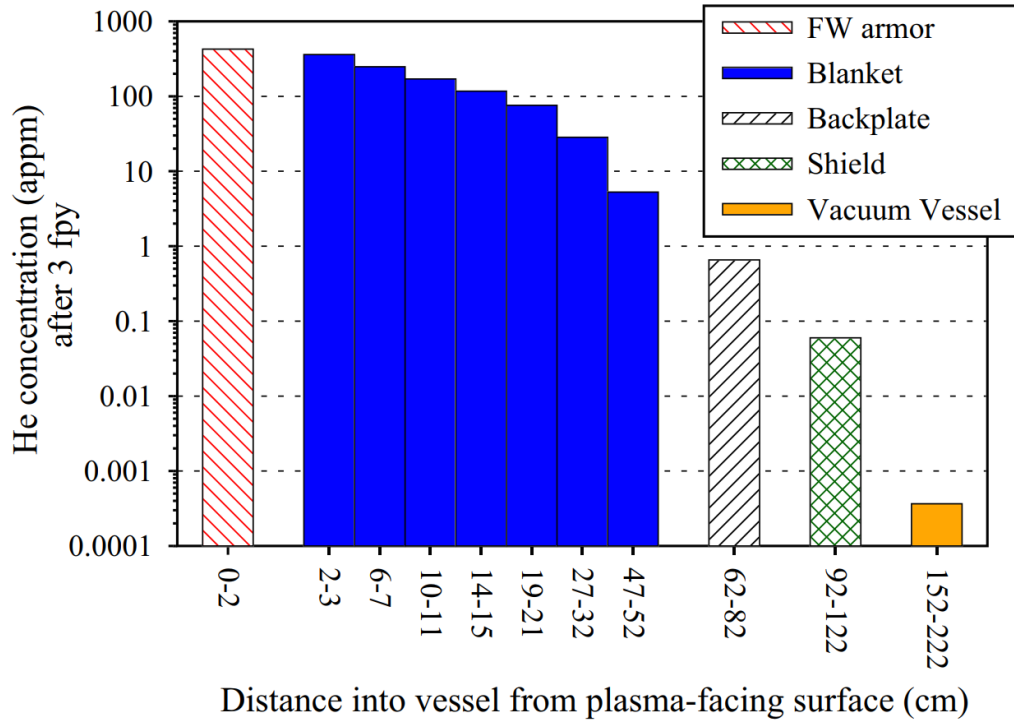 He concentration (appm)
after 3 fpy
1000
100
10
1
0.1
0.01
0.001
0.0001
FW armor
Blanket
Backplate
Shield
Vacuum Vessel
0-2
2-3
6-7
10-11
14-15
19-21
27-32
47-52
62-82
92-122
152-222
Distance into vessel from plasma-facing surface (cm)